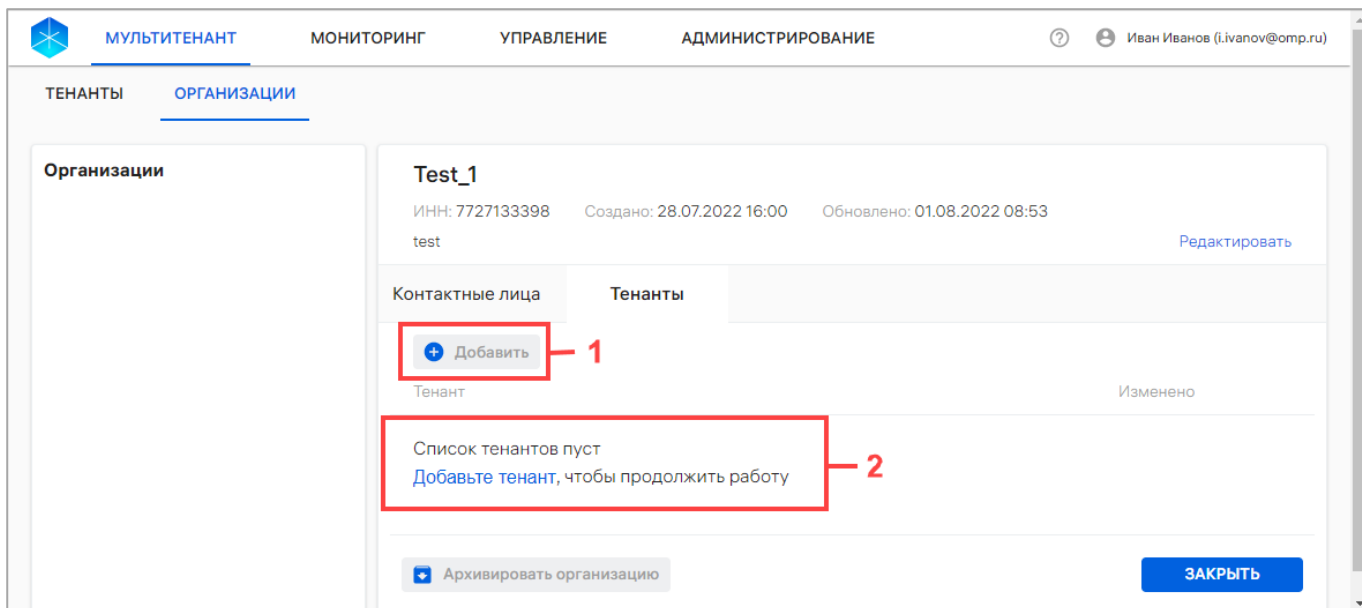 МУЛЬТИТЕНАНТ МОНИТОРИНГ УПРАВЛЕНИЕ АДМИНИСТРИРОВАНИЕ ? Иван Иванов (i.ivanov@omp.ru)
ТЕНАНТЫ ОРГАНИЗАЦИИ
Организации
Test_1
ИНН: 7727133398 Создано: 28.07.2022 16:00 Обновлено: 01.08.2022 08:53
test Редактировать
Контактные лица Тенанты
Добавить 1
Тенант Изменено
Список тенантов пуст
Добавьте тенант, чтобы продолжить работу
2
Архивировать организацию ЗАКРЫТЬ